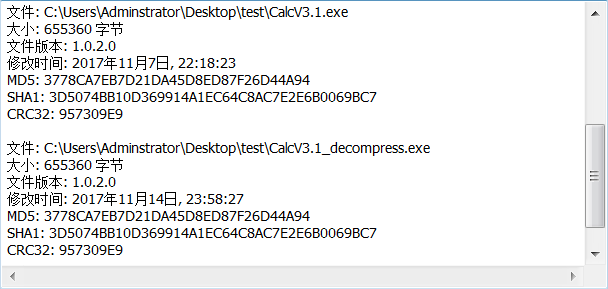 文件: C:\Users\Adminstrator\Desktop\test\CalcV3.1.exe
大小: 655360 字节
文件版本: 1.0.2.0
修改时间: 2017年11月7日, 22:18:23
MD5: 3778CA7EB7D21DA45D8ED87F26D44A94
SHA1: 3D5074BB10D369914A1EC64C8AC7E2E6B0069BC7
CRC32: 957309E9
文件: C:\Users\Adminstrator\Desktop\test\CalcV3.1_decompress.exe
大小: 655360 字节
文件版本: 1.0.2.0
修改时间: 2017年11月14日, 23:58:27
MD5: 3778CA7EB7D21DA45D8ED87F26D44A94
SHA1: 3D5074BB10D369914A1EC64C8AC7E2E6B0069BC7
CRC32: 957309E9